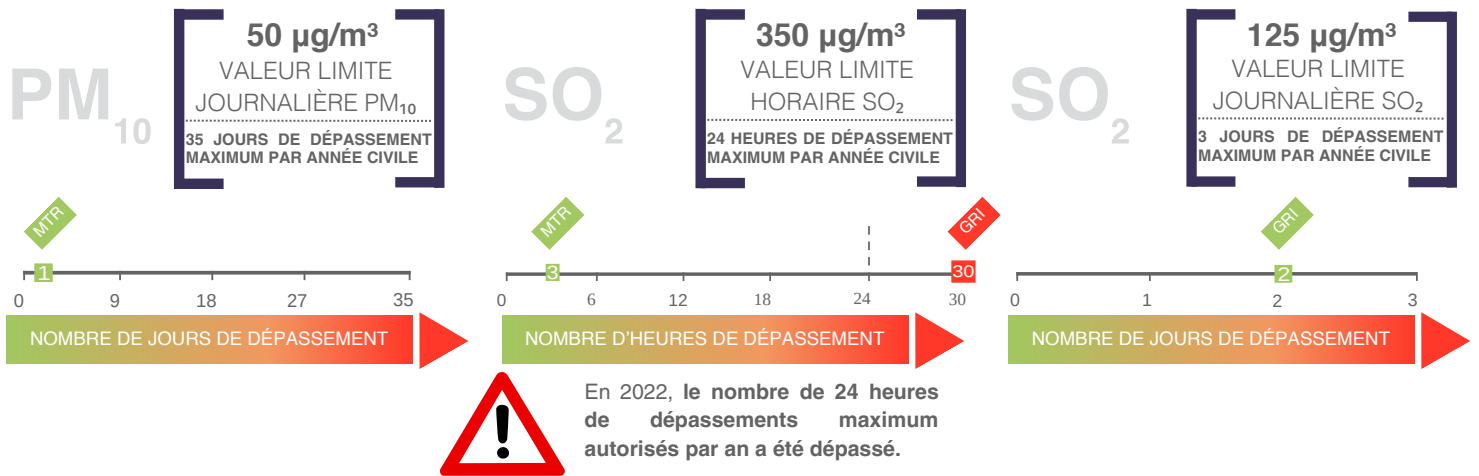 PM10
50 µg/m³
VALEUR LIMITE
JOURNALIÈRE PM₁₀
35 JOURS DE DÉPASSEMENT
MAXIMUM PAR ANNÉE CIVILE
MTR
1
0 9 18 27 35
NOMBRE DE JOURS DE DÉPASSEMENT
SO2
350 µg/m³
VALEUR LIMITE
HORAIRE SO₂
24 HEURES DE DÉPASSEMENT
MAXIMUM PAR ANNÉE CIVILE
MTR
GRI
3
30
0 6 12 18 24 30
NOMBRE D'HEURES DE DÉPASSEMENT
SO2
125 µg/m³
VALEUR LIMITE
JOURNALIÈRE SO₂
3 JOURS DE DÉPASSEMENT
MAXIMUM PAR ANNÉE CIVILE
GRI
2
0 1 2 3
NOMBRE DE JOURS DE DÉPASSEMENT
!
En 2022, le nombre de 24 heures
de dépassements maximum
autorisés par an a été dépassé.